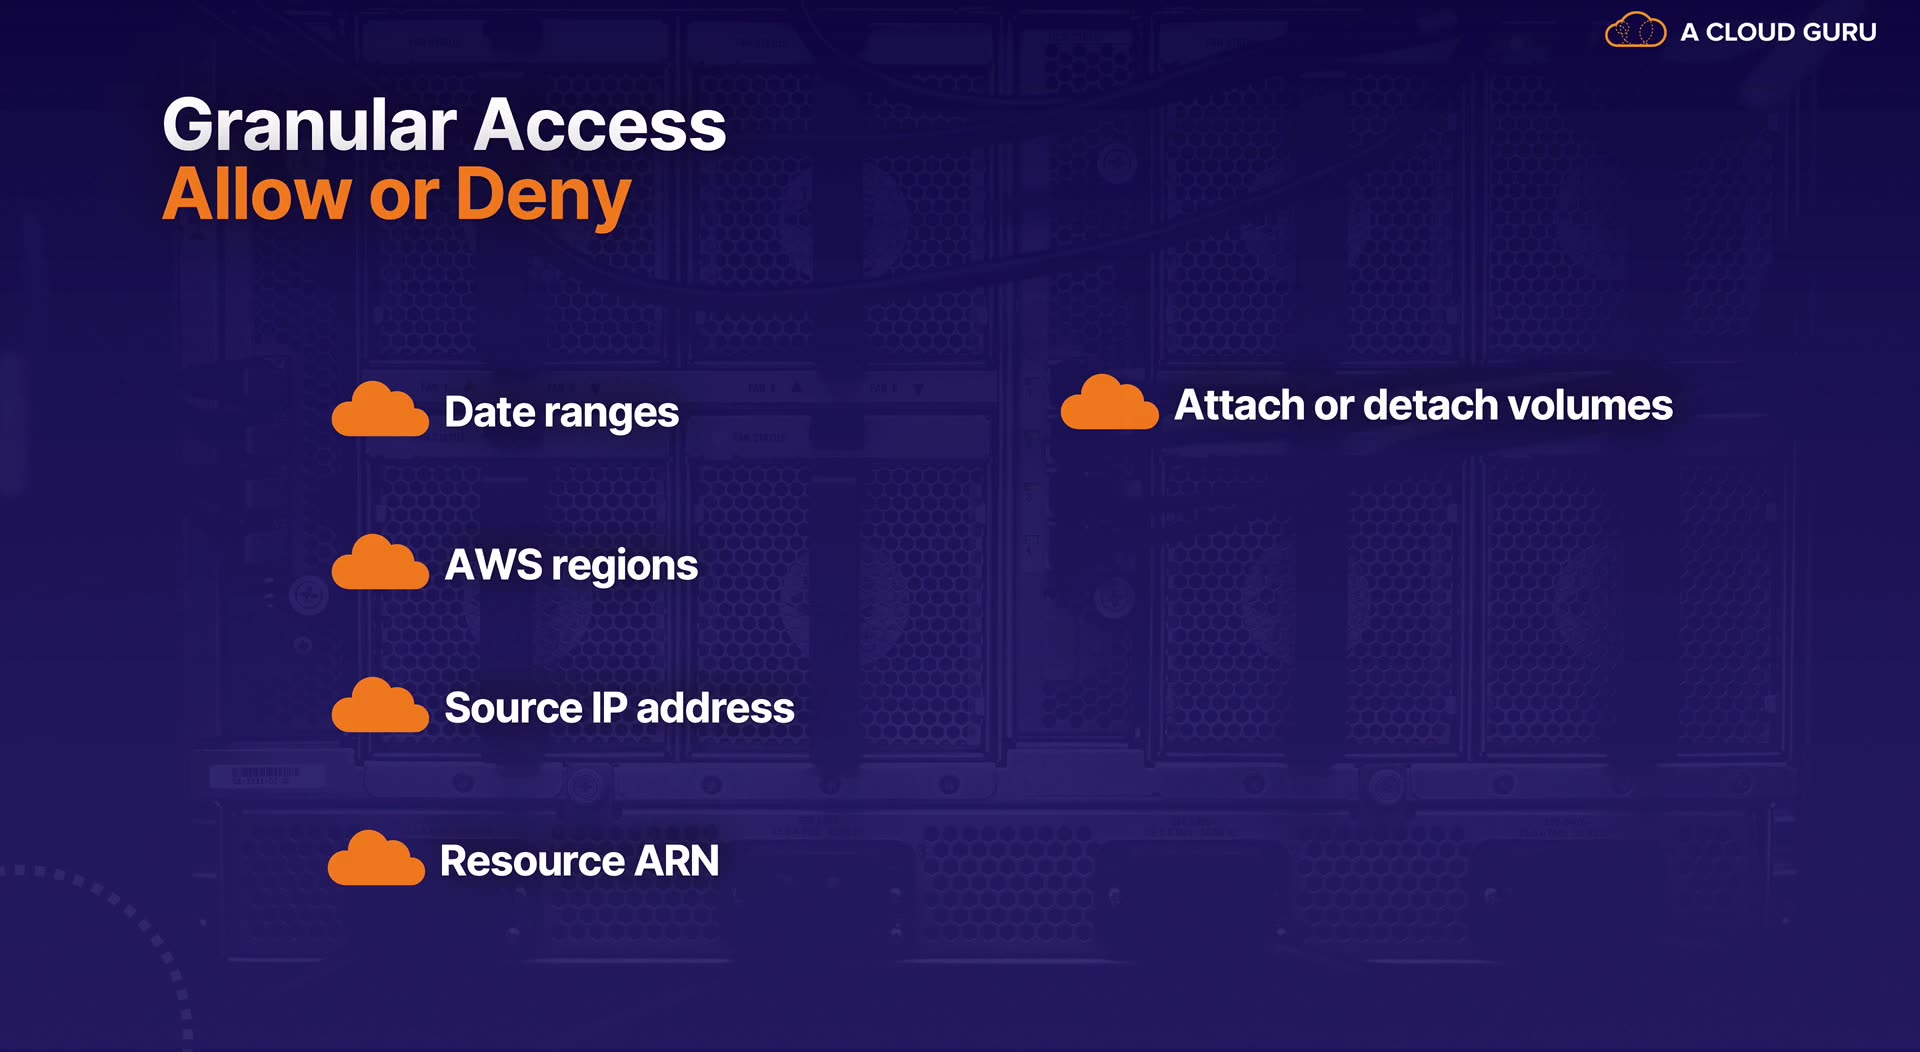 A CLOUD GURU
Granular Access
Allow or Deny
Date ranges
AWS regions
Source IP address
Resource ARN
Attach or detach volumes